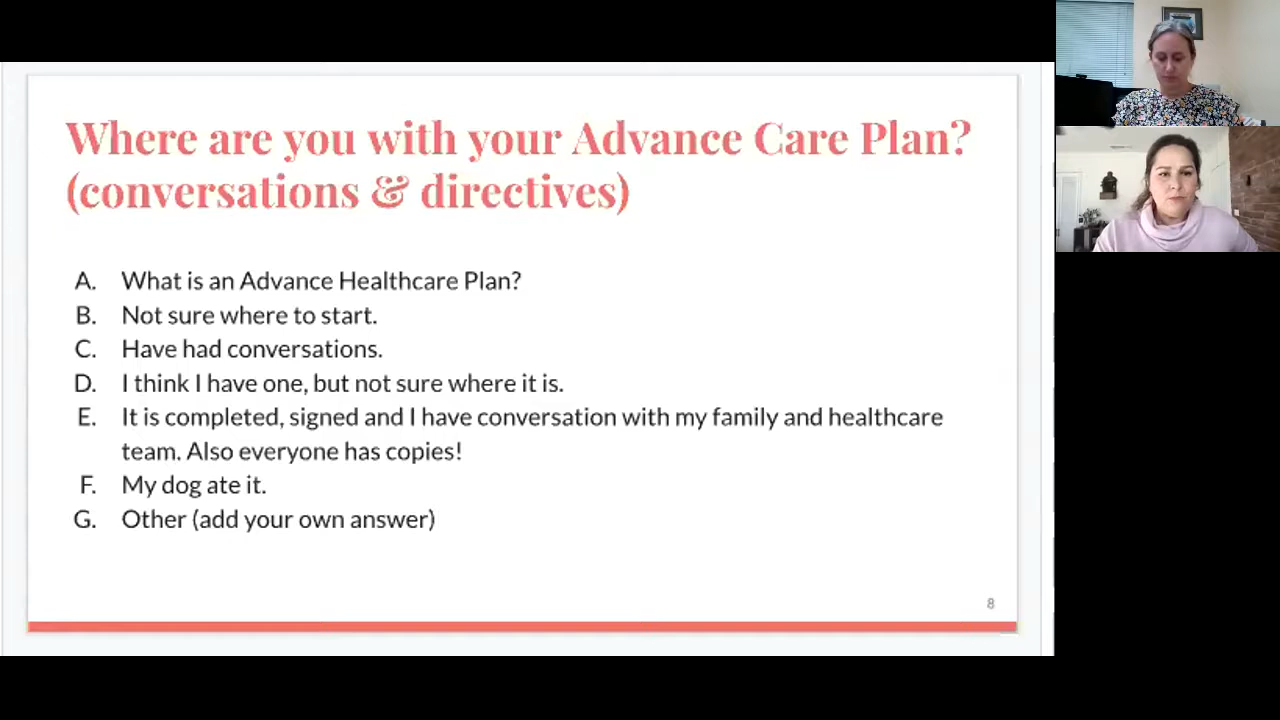 Where are you with your Advance Care Plan?
(conversations & directives)
A. What is an Advance Healthcare Plan?
B. Not sure where to start.
C. Have had conversations.
D. I think I have one, but not sure where it is.
E. It is completed, signed and I have conversation with my family and healthcare
team. Also everyone has copies!
F. My dog ate it.
G. Other (add your own answer)
8